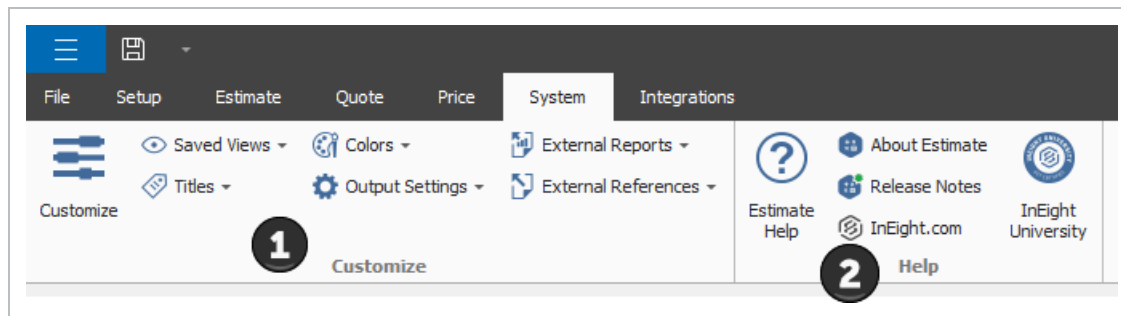 File Setup Estimate Quote Price System Integrations
Customize
Saved Views
Titles
Colors
Output Settings
External Reports
External References
1
Customize
Estimate
Help
About Estimate
Release Notes
InEight.com
InEight
University
2
Help